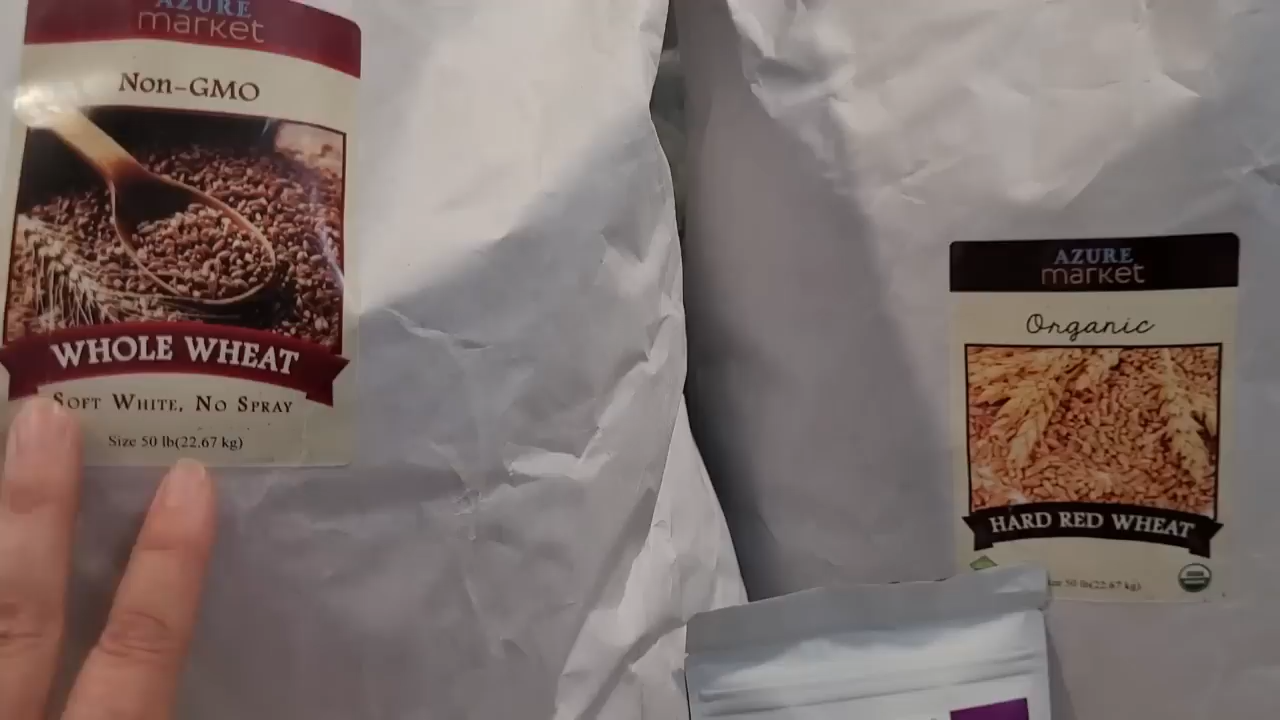 AZURE
market
Non-GMO
WHOLE WHEAT
SOFT WHITE, NO SPRAY
Size 50 lb(22.67 kg)
AZURE
market
Organic
HARD RED WHEAT
50 lb(22.67 kg)